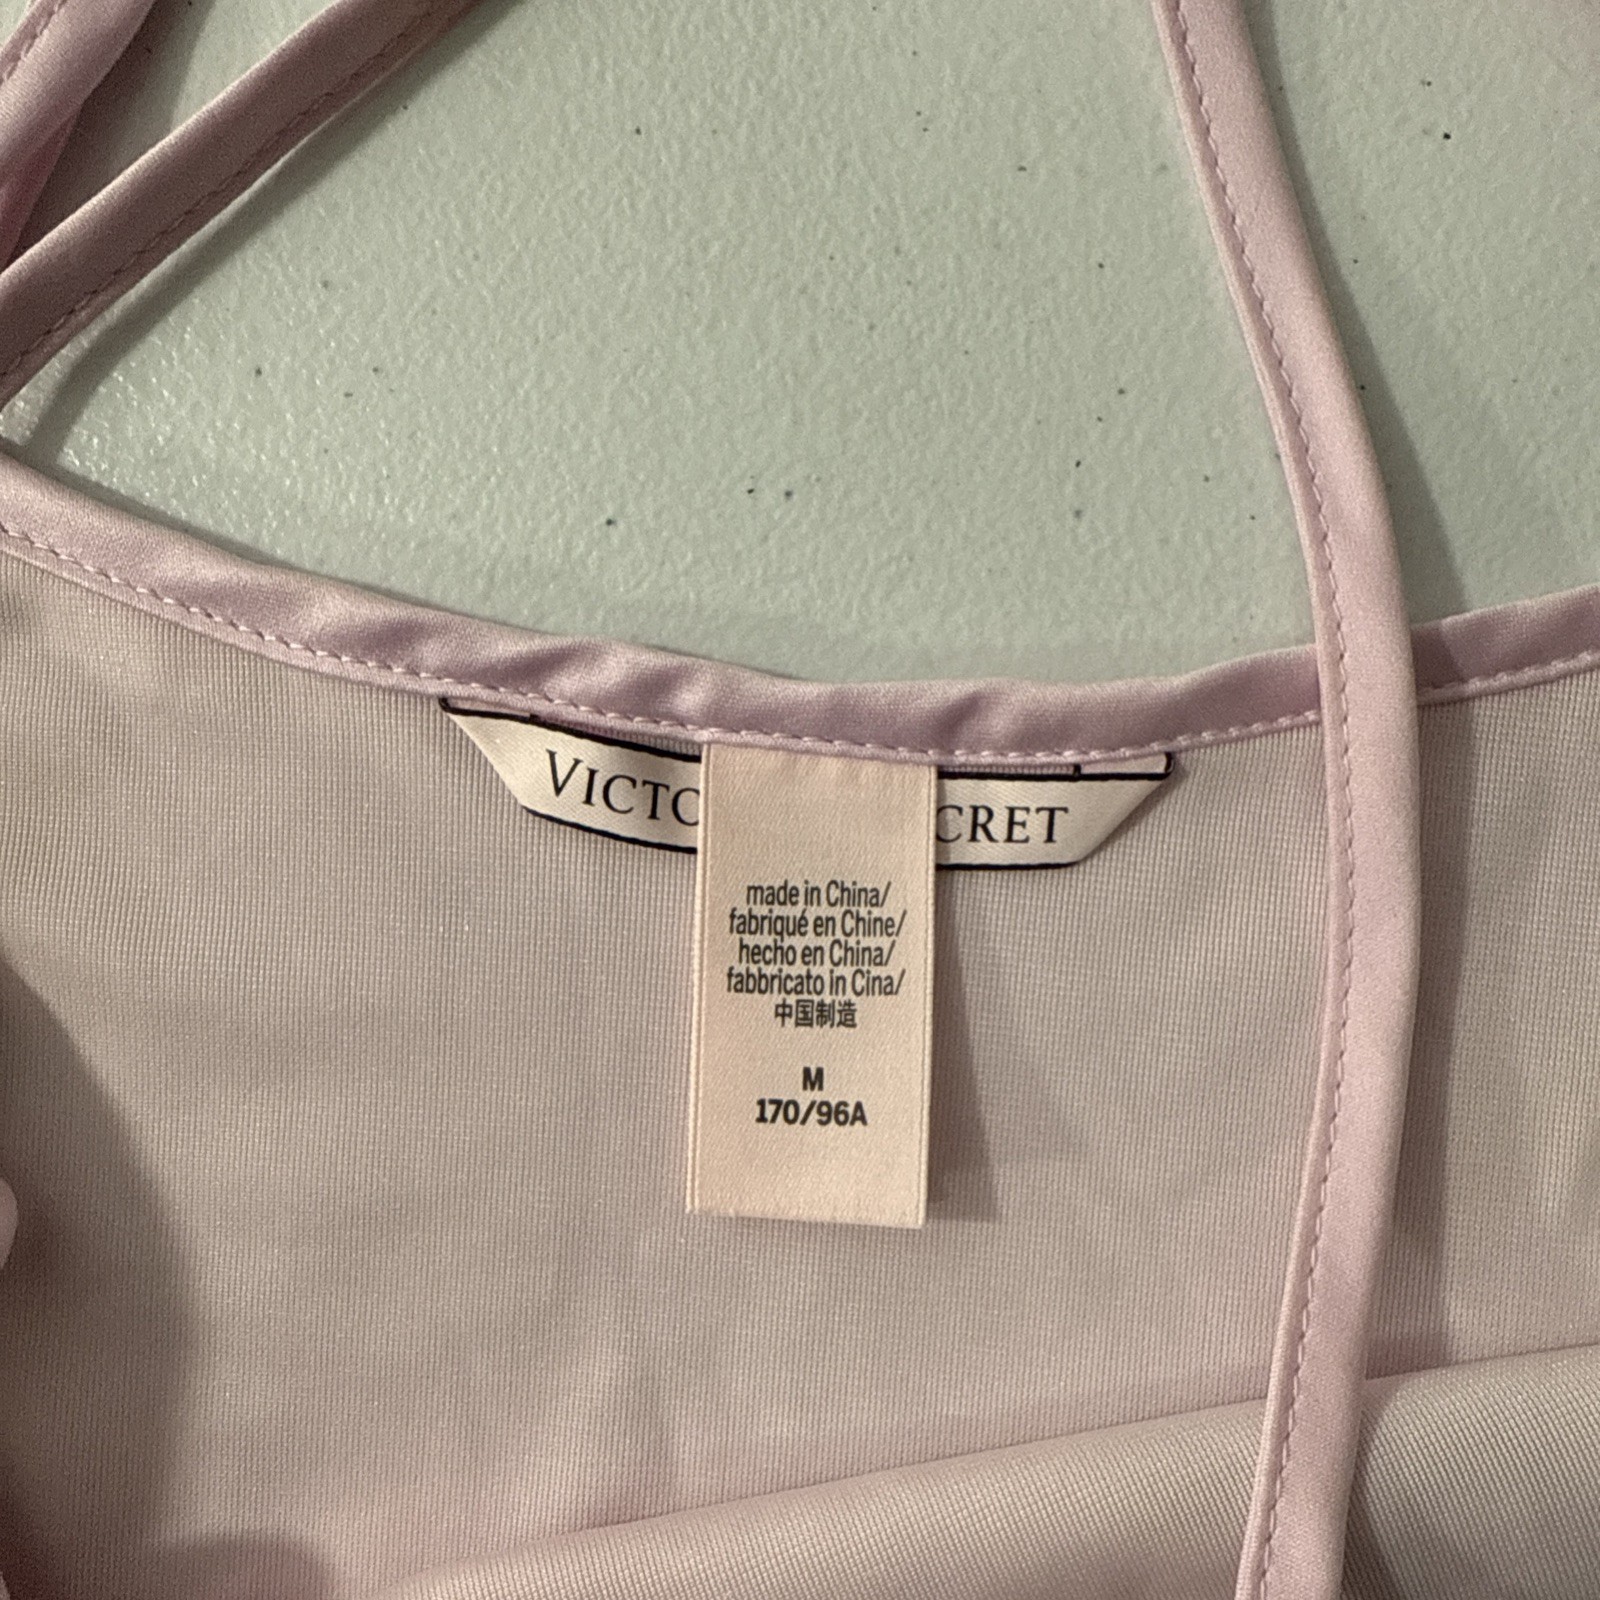 VICTO CRET
made in China/
fabriqué en Chine/
hecho en China/
fabbricato in Cina/
中国制造
M
170/96A